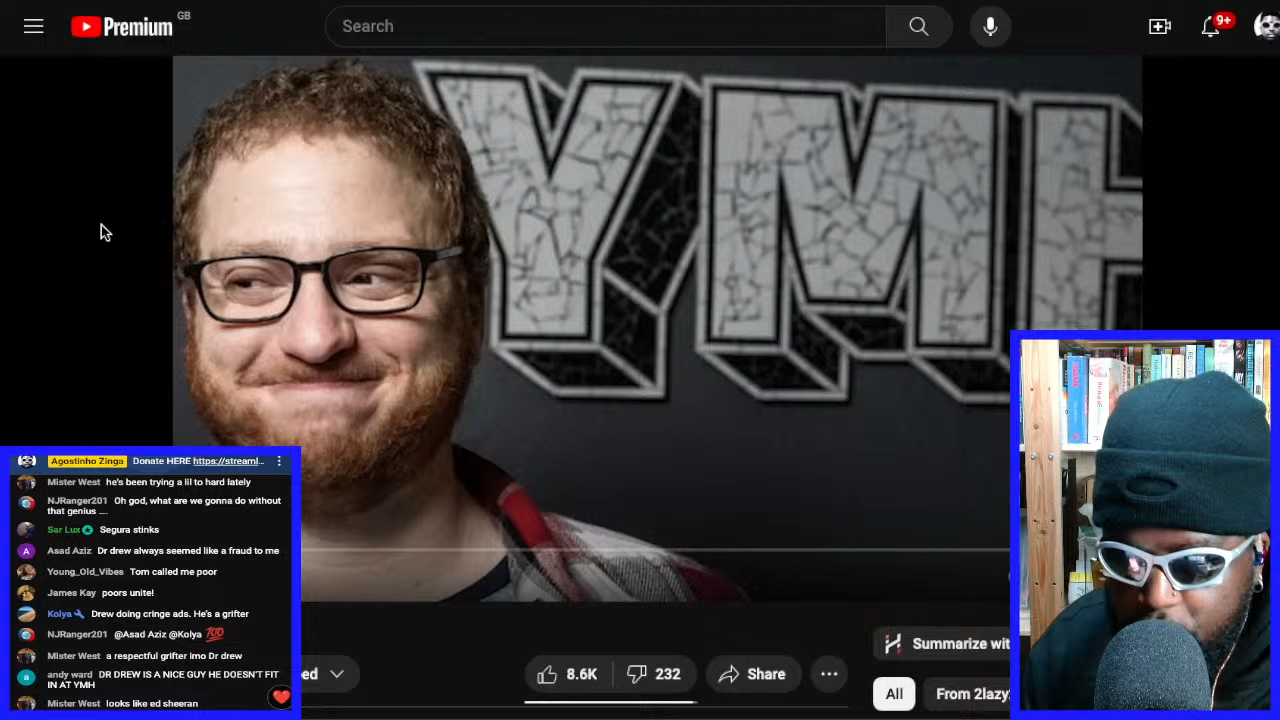 Premium GB
Search
9+
YMH
Agostinho Zinga Donate HERE https://streaml...
Mister West he's been trying a lil to hard lately
NJRanger201 Oh god, what are we gonna do without
that genius ....
Sar Lux Segura stinks
Asad Aziz Dr drew always seemed like a fraud to me
Young_Old_Vibes Tom called me poor
James Kay poors unite!
Kolya Drew doing cringe ads. He's a grifter
NJRanger201 @Asad Aziz @Kolya 💯
Mister West a respectful grifter imo Dr drew
andy ward DR DREW IS A NICE GUY HE DOESN'T FIT
IN AT YMH
Mister West looks like ed sheeran
ed
8.6K
232
Share
Summarize wit
All
From 2lazy